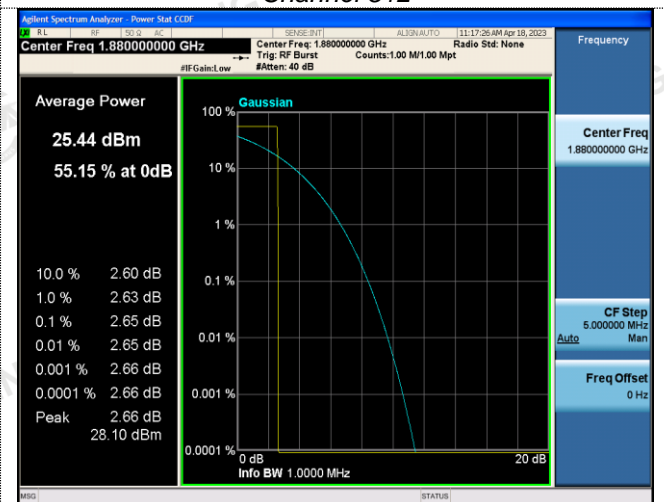 Agilent Spectrum Analyzer - Power Stat CCDF
RL RF 50 Ω AC SENSE:INT ALIGN AUTO 11:17:26 AM Apr 18, 2023
Center Freq 1.880000000 GHz
Center Freq: 1.880000000 GHz Radio Std: None
Trig: RF Burst Counts:1.00 M/1.00 Mpt
#IFGain:Low #Atten: 40 dB
Frequency
Average Power
25.44 dBm
55.15 % at 0dB
10.0 % 2.60 dB
1.0 % 2.63 dB
0.1 % 2.65 dB
0.01 % 2.65 dB
0.001 % 2.66 dB
0.0001 % 2.66 dB
Peak 2.66 dB
28.10 dBm
Gaussian
100 %
10 %
1 %
0.1 %
0.01 %
0.001 %
0.0001 %
0 dB 20 dB
Info BW 1.0000 MHz
Center Freq
1.880000000 GHz
CF Step
5.000000 MHz
Auto Man
Freq Offset
0 Hz
MSG STATUS